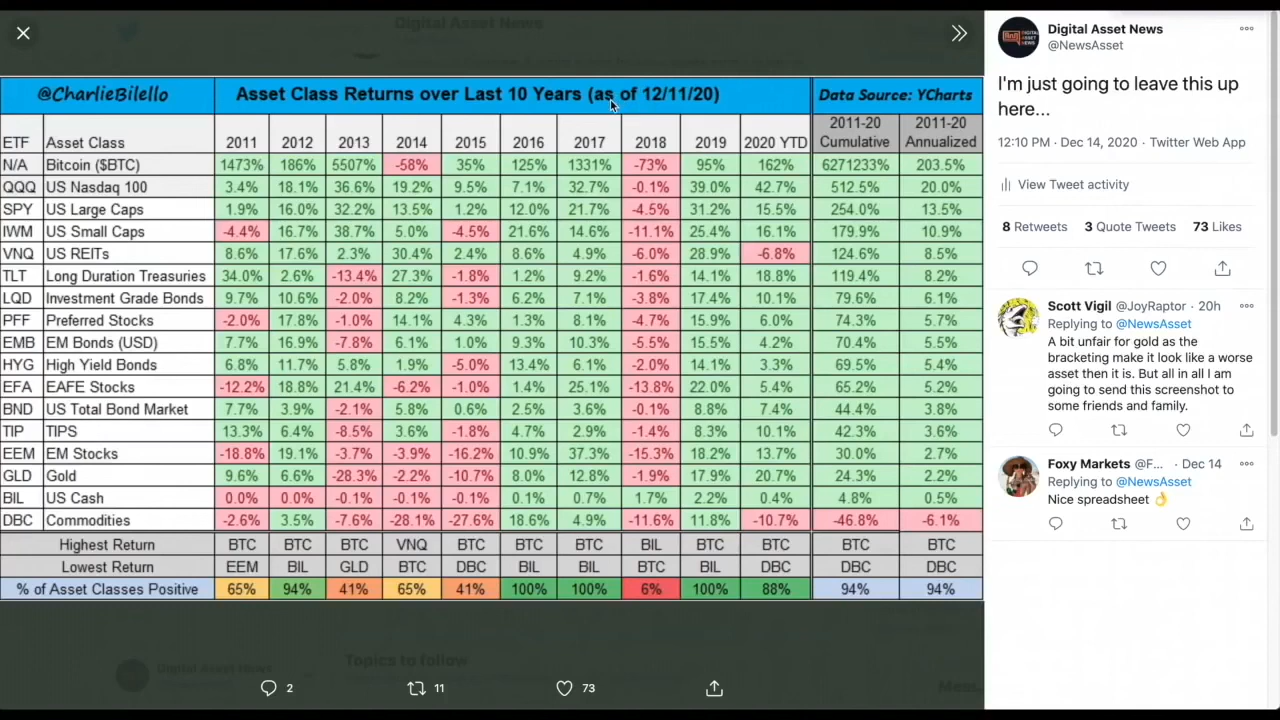 Digital Asset News
@CharlieBilello Asset Class Returns over Last 10 Years (as of 12/11/20) Data Source: YCharts
ETF Asset Class 2011 2012 2013 2014 2015 2016 2017 2018 2019 2020 YTD 2011-20 Cumulative 2011-20 Annualized
N/A Bitcoin ($BTC) 1473% 186% 5507% -58% 35% 125% 1331% -73% 95% 162% 6271233% 203.5%
QQQ US Nasdaq 100 3.4% 18.1% 36.6% 19.2% 9.5% 7.1% 32.7% -0.1% 39.0% 42.7% 512.5% 20.0%
SPY US Large Caps 1.9% 16.0% 32.2% 13.5% 1.2% 12.0% 21.7% -4.5% 31.2% 15.5% 254.0% 13.5%
IWM US Small Caps -4.4% 16.7% 38.7% 5.0% -4.5% 21.6% 14.6% -11.1% 25.4% 16.1% 179.9% 10.9%
VNQ US REITs 8.6% 17.6% 2.3% 30.4% 2.4% 8.6% 4.9% -6.0% 28.9% -6.8% 124.6% 8.5%
TLT Long Duration Treasuries 34.0% 2.6% -13.4% 27.3% -1.8% 1.2% 9.2% -1.6% 14.1% 18.8% 119.4% 8.2%
LQD Investment Grade Bonds 9.7% 10.6% -2.0% 8.2% -1.3% 6.2% 7.1% -3.8% 17.4% 10.1% 79.6% 6.1%
PFF Preferred Stocks -2.0% 17.8% -1.0% 14.1% 4.3% 1.3% 8.1% -4.7% 15.9% 6.0% 74.3% 5.7%
EMB EM Bonds (USD) 7.7% 16.9% -7.8% 6.1% 1.0% 9.3% 10.3% -5.5% 15.5% 4.2% 70.4% 5.5%
HYG High Yield Bonds 6.8% 11.7% 5.8% 1.9% -5.0% 13.4% 6.1% -2.0% 14.1% 3.3% 69.5% 5.4%
EFA EAFE Stocks -12.2% 18.8% 21.4% -6.2% -1.0% 1.4% 25.1% -13.8% 22.0% 5.4% 65.2% 5.2%
BND US Total Bond Market 7.7% 3.9% -2.1% 5.8% 0.6% 2.5% 3.6% -0.1% 8.8% 7.4% 44.4% 3.8%
TIP TIPS 13.3% 6.4% -8.5% 3.6% -1.8% 4.7% 2.9% -1.4% 8.3% 10.1% 42.3% 3.6%
EEM EM Stocks -18.8% 19.1% -3.7% -3.9% -16.2% 10.9% 37.3% -15.3% 18.2% 13.7% 30.0% 2.7%
GLD Gold 9.6% 6.6% -28.3% -2.2% -10.7% 8.0% 12.8% -1.9% 17.9% 20.7% 24.3% 2.2%
BIL US Cash 0.0% 0.0% -0.1% -0.1% -0.1% 0.1% 0.7% 1.7% 2.2% 0.4% 4.8% 0.5%
DBC Commodities -2.6% 3.5% -7.6% -28.1% -27.6% 18.6% 4.9% -11.6% 11.8% -10.7% -46.8% -6.1%
Highest Return BTC BTC BTC VNQ BTC BTC BTC BIL BTC BTC BTC BTC
Lowest Return EEM BIL GLD BTC DBC BIL BIL BTC BIL DBC DBC DBC
% of Asset Classes Positive 65% 94% 41% 65% 41% 100% 100% 6% 100% 88% 94% 94%
Digital Asset News
Topics to follow
2 11 73
Digital Asset News
@NewsAsset
I'm just going to leave this up
here...
12:10 PM · Dec 14, 2020 · Twitter Web App
View Tweet activity
8 Retweets 3 Quote Tweets 73 Likes
Scott Vigil @JoyRaptor · 20h
Replying to @NewsAsset
A bit unfair for gold as the
bracketing make it look like a worse
asset then it is. But all in all I am
going to send this screenshot to
some friends and family.
Foxy Markets @F... · Dec 14
Replying to @NewsAsset
Nice spreadsheet 👌